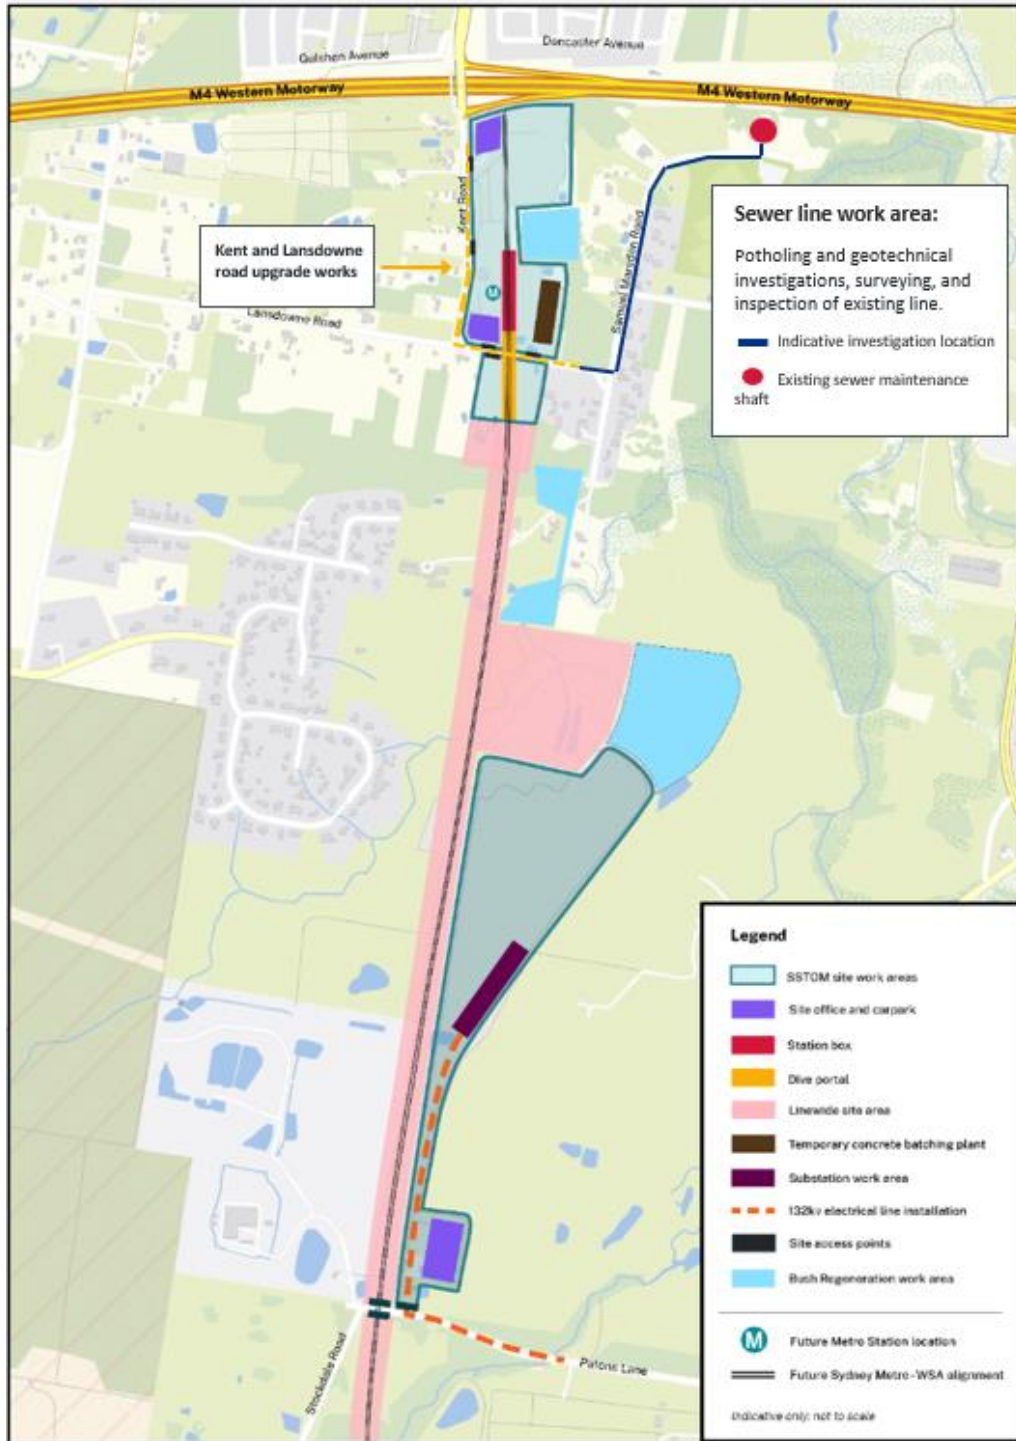 Gulshen Avenue
Doncaster Avenue
M4 Western Motorway
M4 Western Motorway
Kent Road
Samuel Marsden Road
Sewer line work area:
Potholing and geotechnical
investigations, surveying, and
inspection of existing line.
Indicative investigation location
Existing sewer maintenance
shaft
Kent and Lansdowne
road upgrade works
M
Lansdowne Road
Legend
SSTOM site work areas
Site office and carpark
Station box
Dive portal
Linewide site area
Temporary concrete batching plant
Substation work area
132kv electrical line installation
Site access points
Bush Regeneration work area
M
Future Metro Station location
Future Sydney Metro - WSA alignment
Indicative only: not to scale
Stockdale Road
Patons Lane